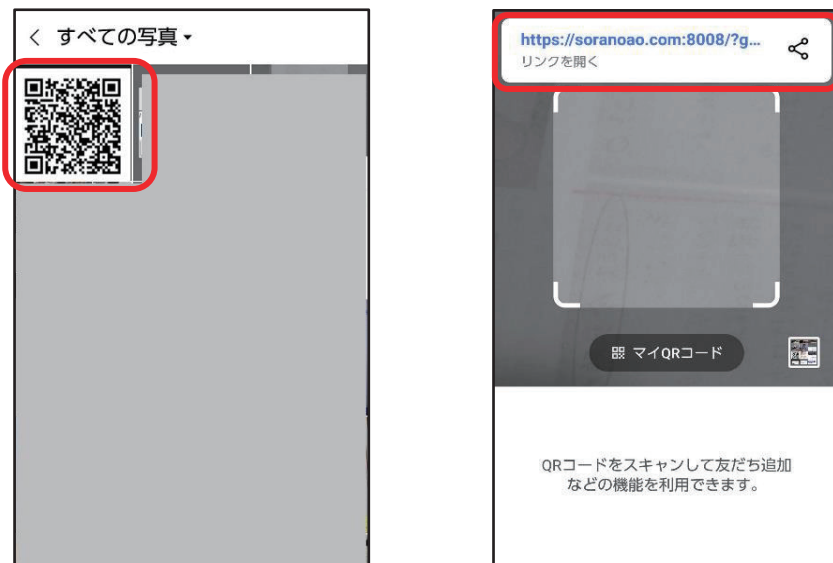 すべての写真
https://soranoao.com:8008/?g...
リンクを開く
マイQRコード
QRコードをスキャンして友だち追加
などの機能を利用できます。